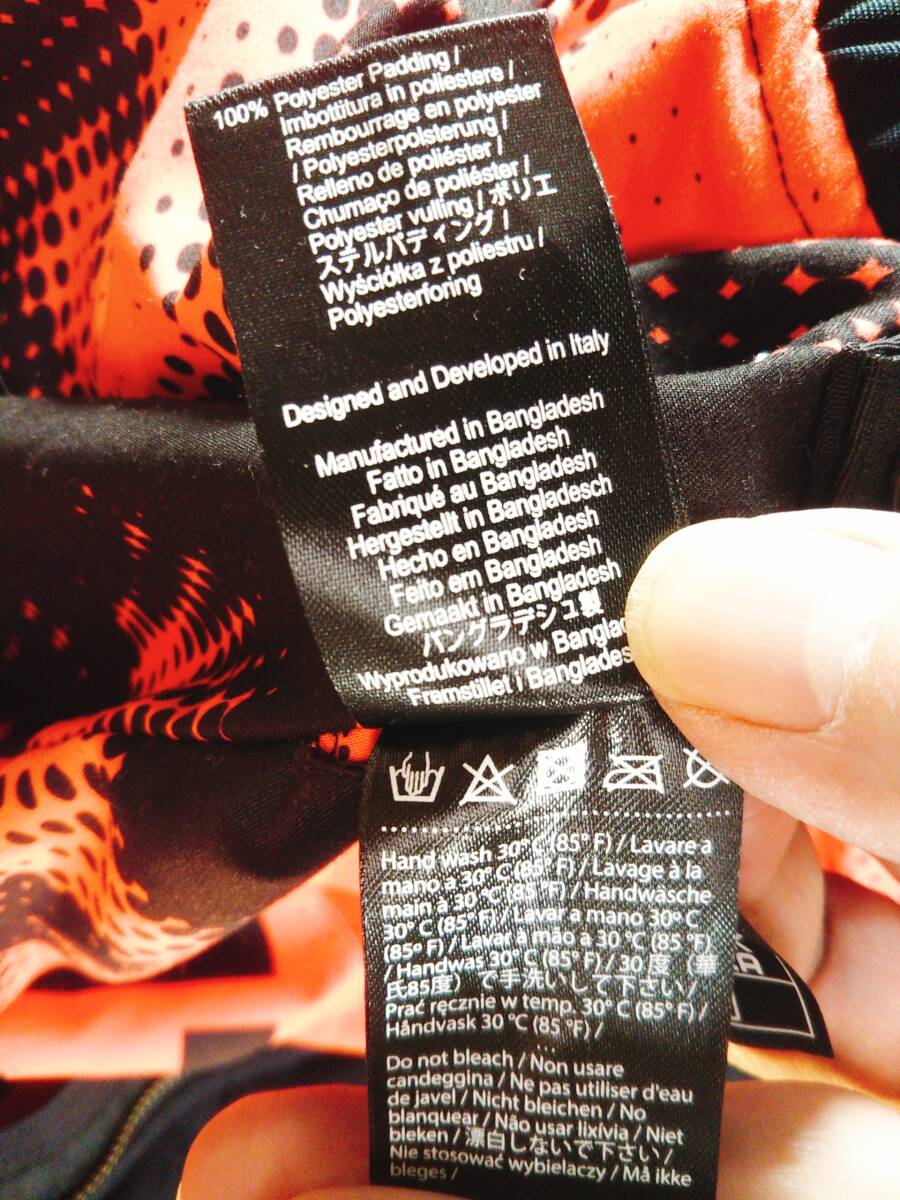 100% Polyester Padding /
Imbottitura in poliestere /
Rembourrage en polyester
/ Polyesterpolsterung /
Relleno de poliéster /
Chumaço de poliéster /
Polyester vulling / ポリエ
ステルパディング /
Wyściółka z poliestru /
Polyesterforing
Designed and Developed in Italy
Manufactured in Bangladesh
Fatto in Bangladesh
Fabriqué au Bangladesh
Hergestellt in Bangladesch
Hecho en Bangladesh
Feito em Bangladesh
Gemaakt in Bangladesh
バングラデシュ製
Wyprodukowano w
Fremstillet i
Hand wash 30° C (85° F) / Lavare a
mano a 30° C (85° F) / Lavage à la
main à 30° C (85° F) / Handwäsche
30° C (85° F) / Lavar a mano 30° C
(85° F) / Lavar à mão a 30 °C (85 °F)
/ Handwas 30° C (85° F) / 30 度 （華
氏85度） で手洗いして下さい /
Prać ręcznie w temp. 30° C (85° F) /
Håndvask 30 °C (85 °F) /
Do not bleach / Non usare
candeggina / Ne pas utiliser d'eau
de javel / Nicht bleichen / No
blanquear / Não usar lixívia / Niet
bleken / 漂白しないで下さい /
Nie stosować wybielaczy / Må ikke
bleges /